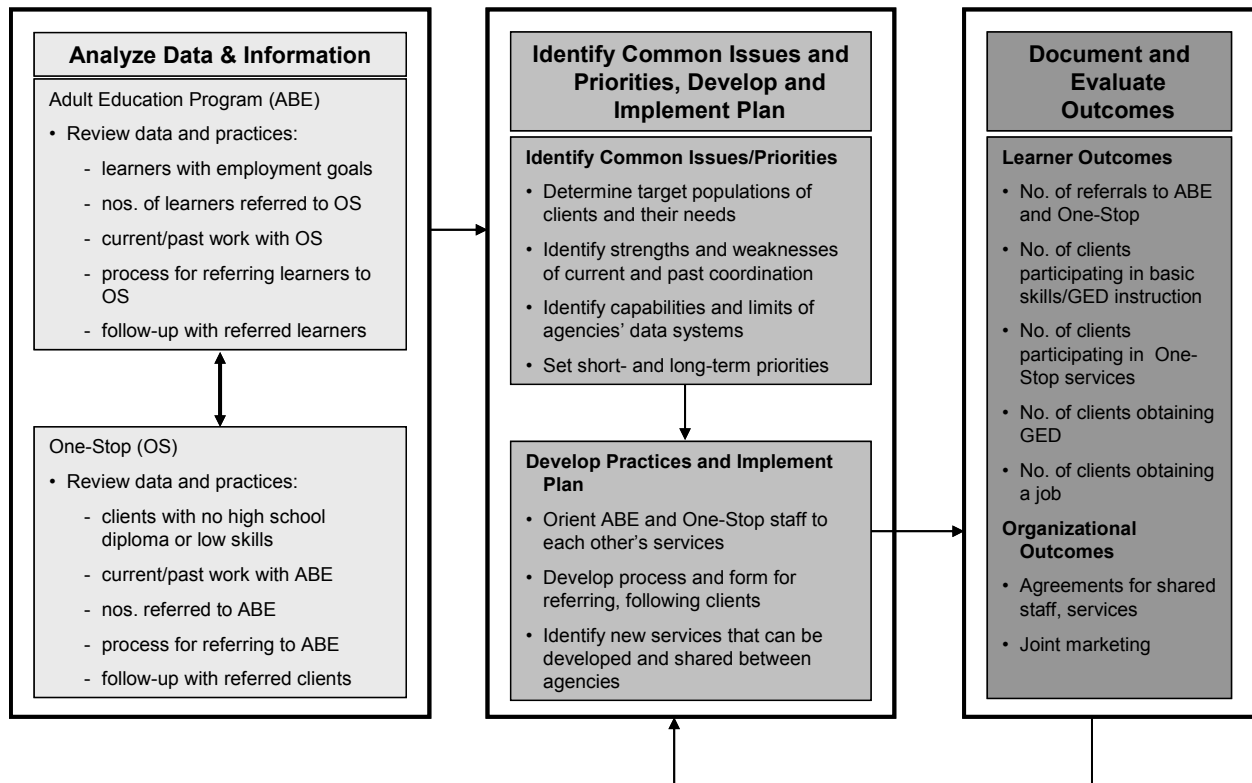 Analyze Data & Information
Adult Education Program (ABE)
• Review data and practices:
- learners with employment goals
- nos. of learners referred to OS
- current/past work with OS
- process for referring learners to
OS
- follow-up with referred learners
One-Stop (OS)
• Review data and practices:
- clients with no high school
diploma or low skills
- current/past work with ABE
- nos. referred to ABE
- process for referring to ABE
- follow-up with referred clients
Identify Common Issues and
Priorities, Develop and
Implement Plan
Identify Common Issues/Priorities
• Determine target populations of
clients and their needs
• Identify strengths and weaknesses
of current and past coordination
• Identify capabilities and limits of
agencies’ data systems
• Set short- and long-term priorities
Develop Practices and Implement
Plan
• Orient ABE and One-Stop staff to
each other’s services
• Develop process and form for
referring, following clients
• Identify new services that can be
developed and shared between
agencies
Document and
Evaluate
Outcomes
Learner Outcomes
• No. of referrals to ABE
and One-Stop
• No. of clients
participating in basic
skills/GED instruction
• No. of clients
participating in One-
Stop services
• No. of clients obtaining
GED
• No. of clients obtaining
a job
Organizational
Outcomes
• Agreements for shared
staff, services
• Joint marketing